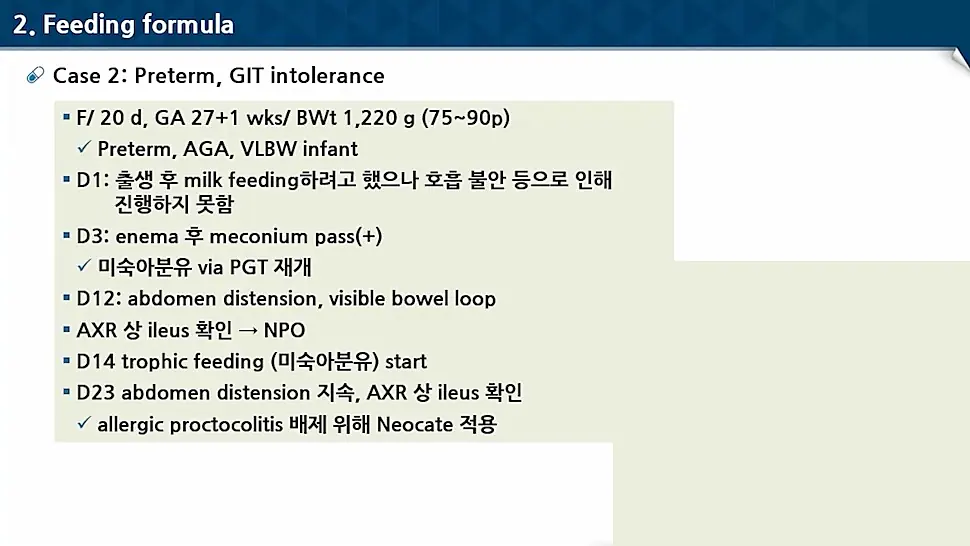 2. Feeding formula
Case 2: Preterm, GIT intolerance
F/ 20 d, GA 27+1 wks/ BWt 1,220 g (75~90p)
Preterm, AGA, VLBW infant
D1: 출생 후 milk feeding하려고 했으나 호흡 불안 등으로 인해
진행하지 못함
D3: enema 후 meconium pass(+)
미숙아분유 via PGT 재개
D12: abdomen distension, visible bowel loop
AXR 상 ileus 확인 → NPO
D14 trophic feeding (미숙아분유) start
D23 abdomen distension 지속, AXR 상 ileus 확인
allergic proctocolitis 배제 위해 Neocate 적용